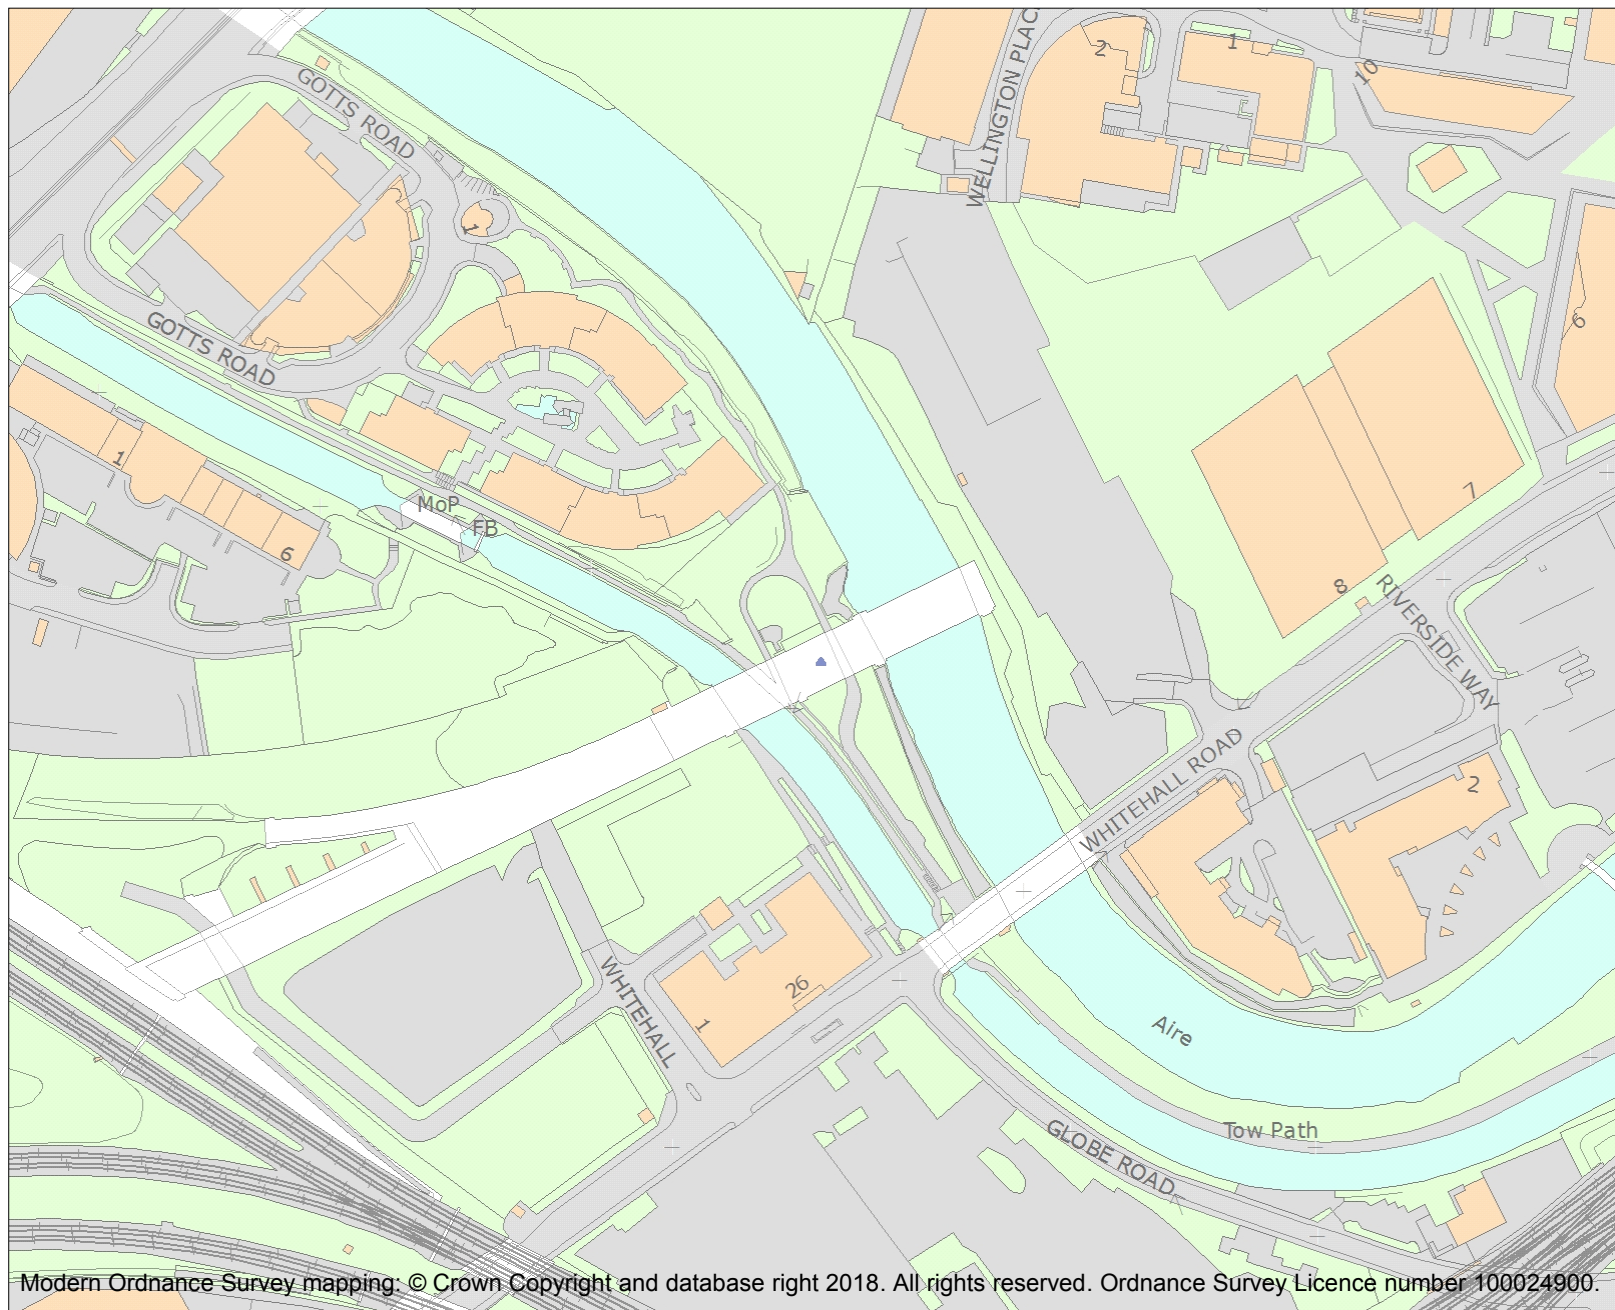 WELLINGTON PLAC
2
1
10
GOTTS ROAD
1
6
GOTTS ROAD
1
MoP
FB
6
7
8
RIVERSIDE WAY
WHITEHALL ROAD
2
WHITEHALL
26
1
Aire
Tow Path
GLOBE ROAD
Modern Ordnance Survey mapping: © Crown Copyright and database right 2018. All rights reserved. Ordnance Survey Licence number 100024900.